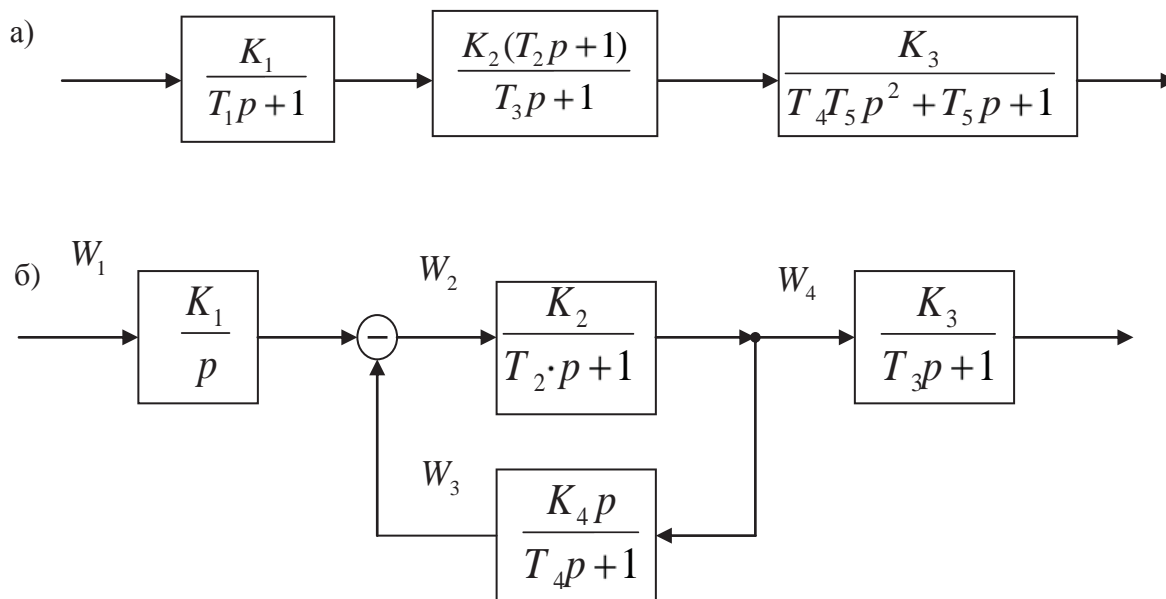 а)
K₁
T₁p + 1
K₂(T₂p + 1)
T₃p + 1
K₃
T₄T₅p² + T₅p + 1
б)
W₁
K₁
p
−
W₂
K₂
T₂·p + 1
W₄
K₃
T₃p + 1
W₃
K₄p
T₄p + 1